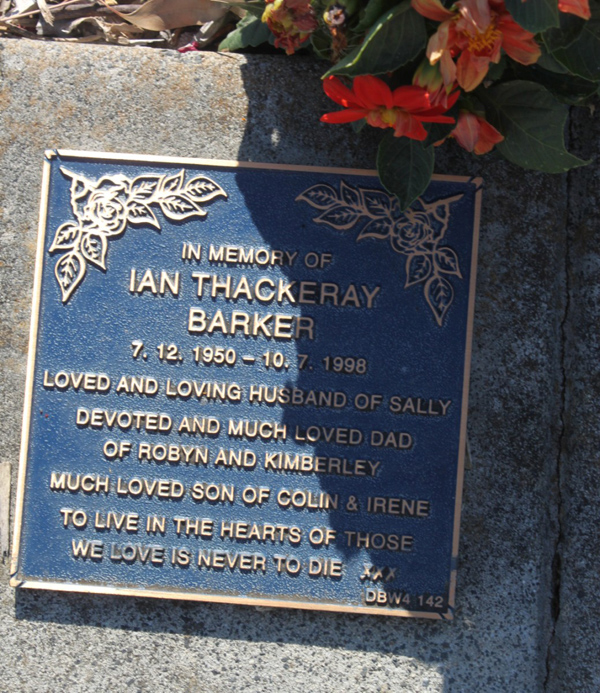 IN MEMORY OF
IAN THACKERAY
BARKER
7. 12. 1950 – 10. 7. 1998
LOVED AND LOVING HUSBAND OF SALLY
DEVOTED AND MUCH LOVED DAD
OF ROBYN AND KIMBERLEY
MUCH LOVED SON OF COLIN & IRENE
TO LIVE IN THE HEARTS OF THOSE
WE LOVE IS NEVER TO DIE XXX
DBW4 142